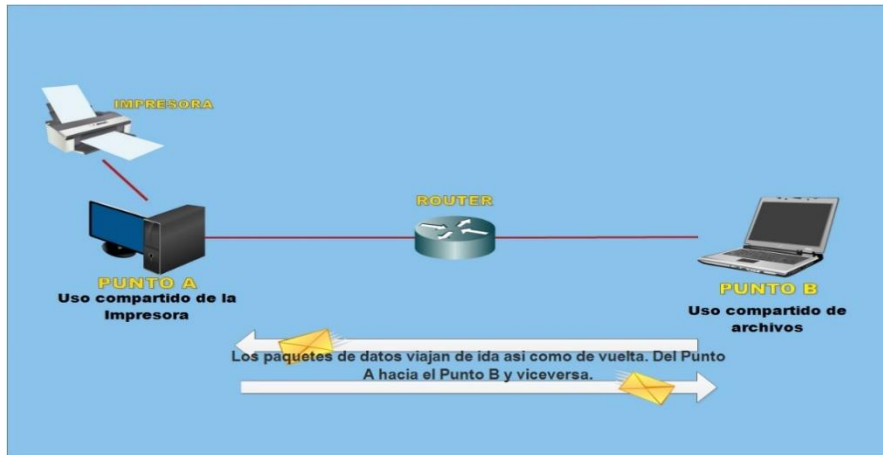 IMPRESORA
ROUTER
PUNTO A
Uso compartido de la
Impresora
PUNTO B
Uso compartido de
archivos
Los paquetes de datos viajan de ida asi como de vuelta. Del Punto
A hacia el Punto B y viceversa.